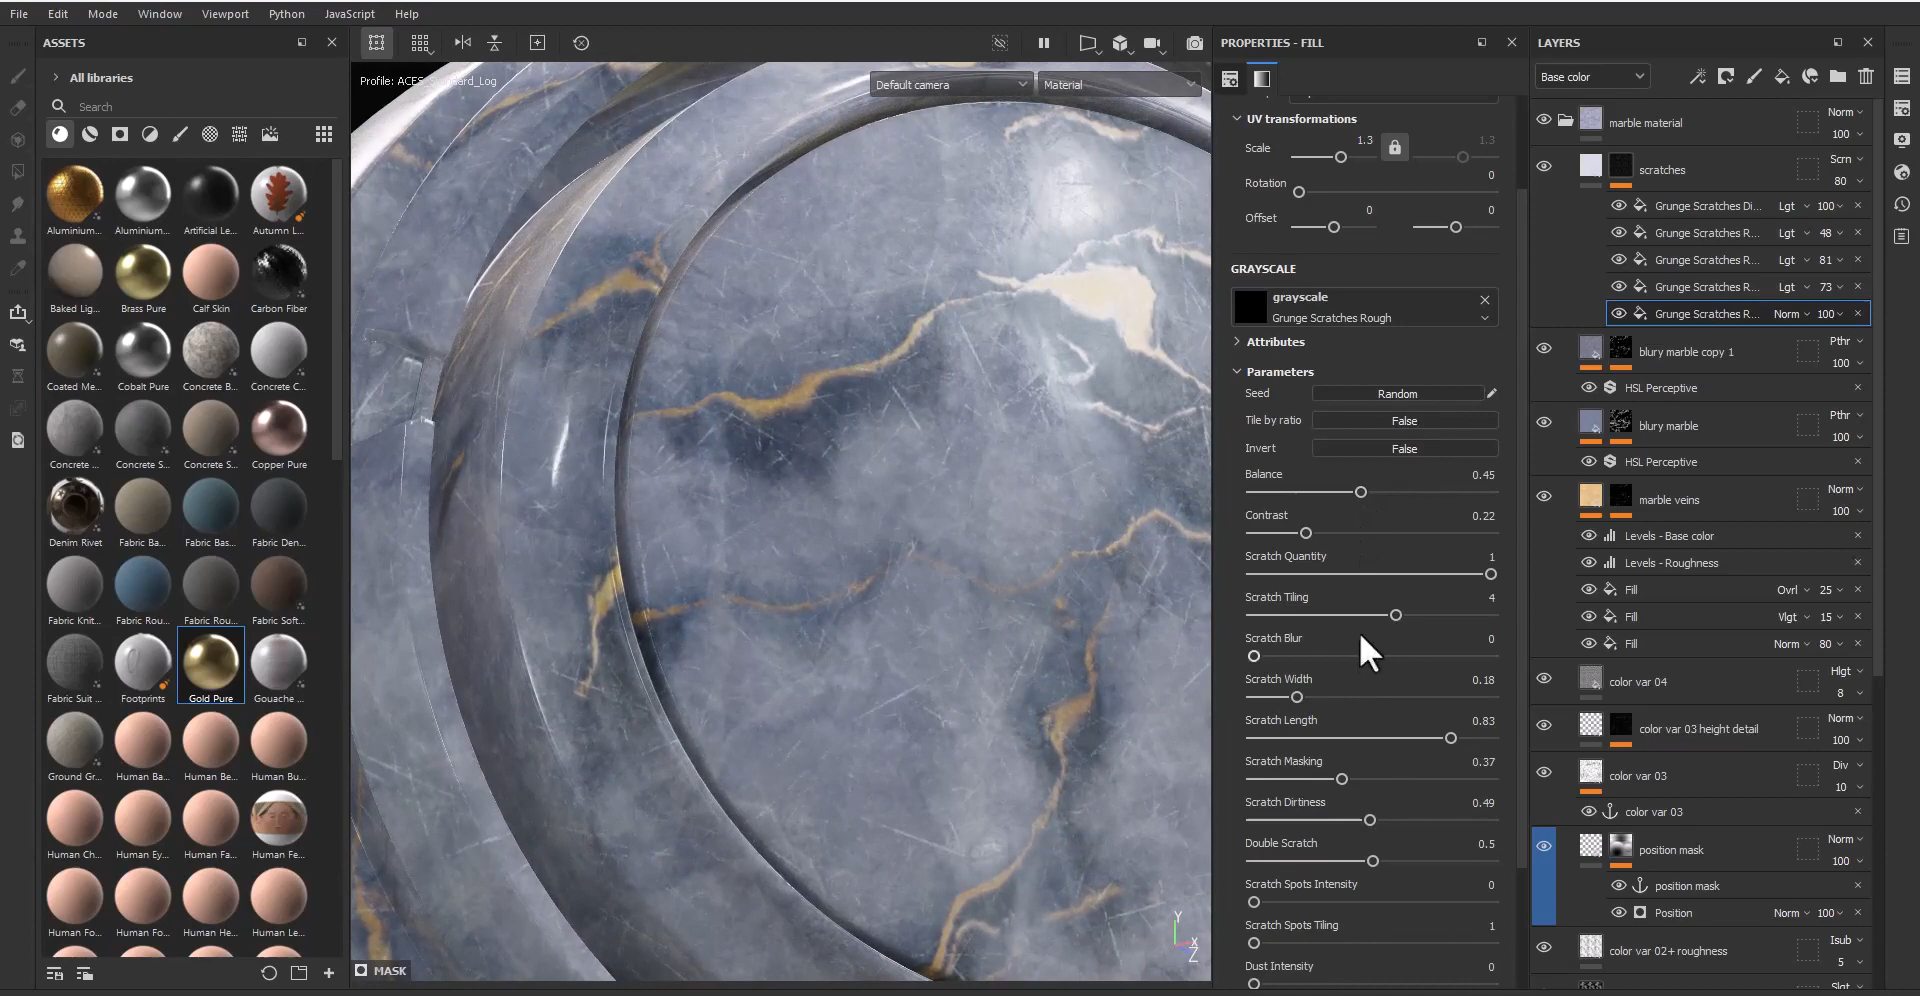 File Edit Mode Window Viewport Python JavaScript Help
ASSETS
All libraries
Search
Aluminium... Aluminium... Artificial Le... Autumn L...
Baked Lig... Brass Pure Calf Skin Carbon Fiber
Coated Me... Cobalt Pure Concrete B... Concrete C...
Concrete ... Concrete S... Concrete S... Copper Pure
Denim Rivet Fabric Ba... Fabric Bas... Fabric Den...
Fabric Knit... Fabric Rou... Fabric Rou... Fabric Soft...
Fabric Suit ... Footprints Gold Pure Gouache ...
Ground Gr... Human Ba... Human Be... Human Bu...
Human Ch... Human Ey... Human Fa... Human Fe...
Human Fo... Human Fo... Human He... Human Le...
Profile: ACES
rd_Log
Default camera
Material
Y
X
Z
MASK
PROPERTIES - FILL
UV transformations
Scale 1.3 1.3
Rotation 0
Offset 0 0
GRAYSCALE
grayscale
Grunge Scratches Rough
Attributes
Parameters
Seed Random
Tile by ratio False
Invert False
Balance 0.45
Contrast 0.22
Scratch Quantity 1
Scratch Tiling 4
Scratch Blur 0
Scratch Width 0.18
Scratch Length 0.83
Scratch Masking 0.37
Scratch Dirtiness 0.49
Double Scratch 0.5
Scratch Spots Intensity 0
Scratch Spots Tiling 1
Dust Intensity 0
LAYERS
Base color
marble material Norm 100
scratches Scrn 80
Grunge Scratches Di... Lgt 100
Grunge Scratches R... Lgt 48
Grunge Scratches R... Lgt 81
Grunge Scratches R... Lgt 73
Grunge Scratches R... Norm 100
blury marble copy 1 Pthr 100
HSL Perceptive
blury marble Pthr 100
HSL Perceptive
marble veins Norm 100
Levels - Base color
Levels - Roughness
Fill Ovrl 25
Fill Vlgt 15
Fill Norm 80
color var 04 Hlgt 8
color var 03 height detail Norm 100
color var 03 Div 10
color var 03
position mask Norm 100
position mask
Position Norm 100
color var 02+ roughness Isub 5